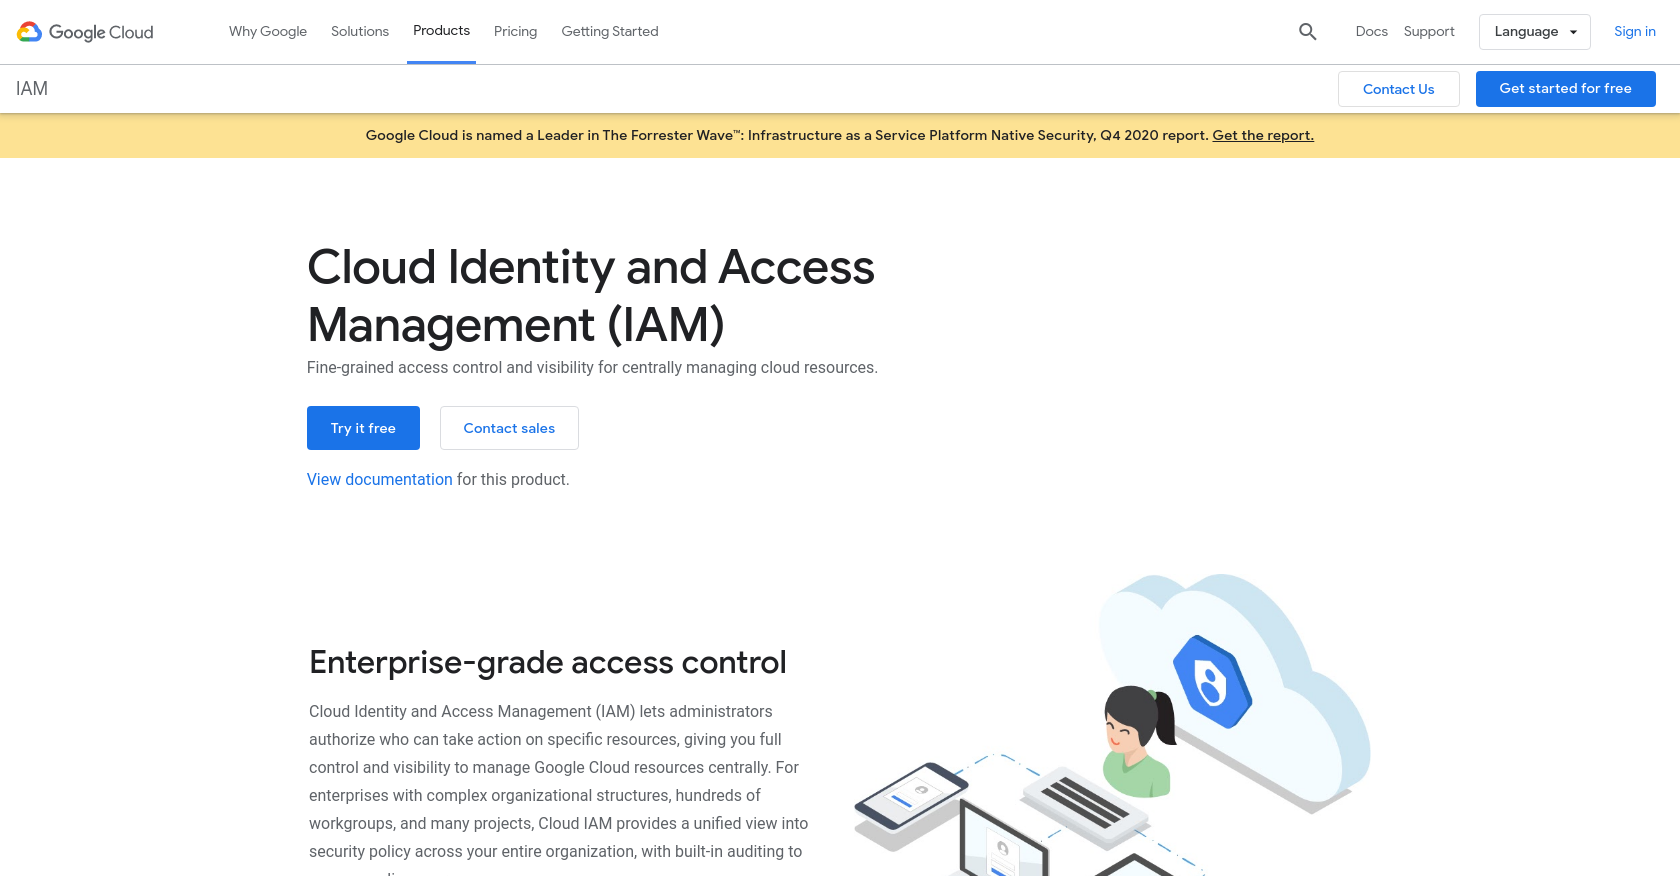 Google Cloud
Why Google
Solutions
Products
Pricing
Getting Started
Docs
Support
Language
Sign in
IAM
Contact Us
Get started for free
Google Cloud is named a Leader in The Forrester Wave™: Infrastructure as a Service Platform Native Security, Q4 2020 report. Get the report.
Cloud Identity and Access
Management (IAM)
Fine-grained access control and visibility for centrally managing cloud resources.
Try it free
Contact sales
View documentation for this product.
Enterprise-grade access control
Cloud Identity and Access Management (IAM) lets administrators
authorize who can take action on specific resources, giving you full
control and visibility to manage Google Cloud resources centrally. For
enterprises with complex organizational structures, hundreds of
workgroups, and many projects, Cloud IAM provides a unified view into
security policy across your entire organization, with built-in auditing to